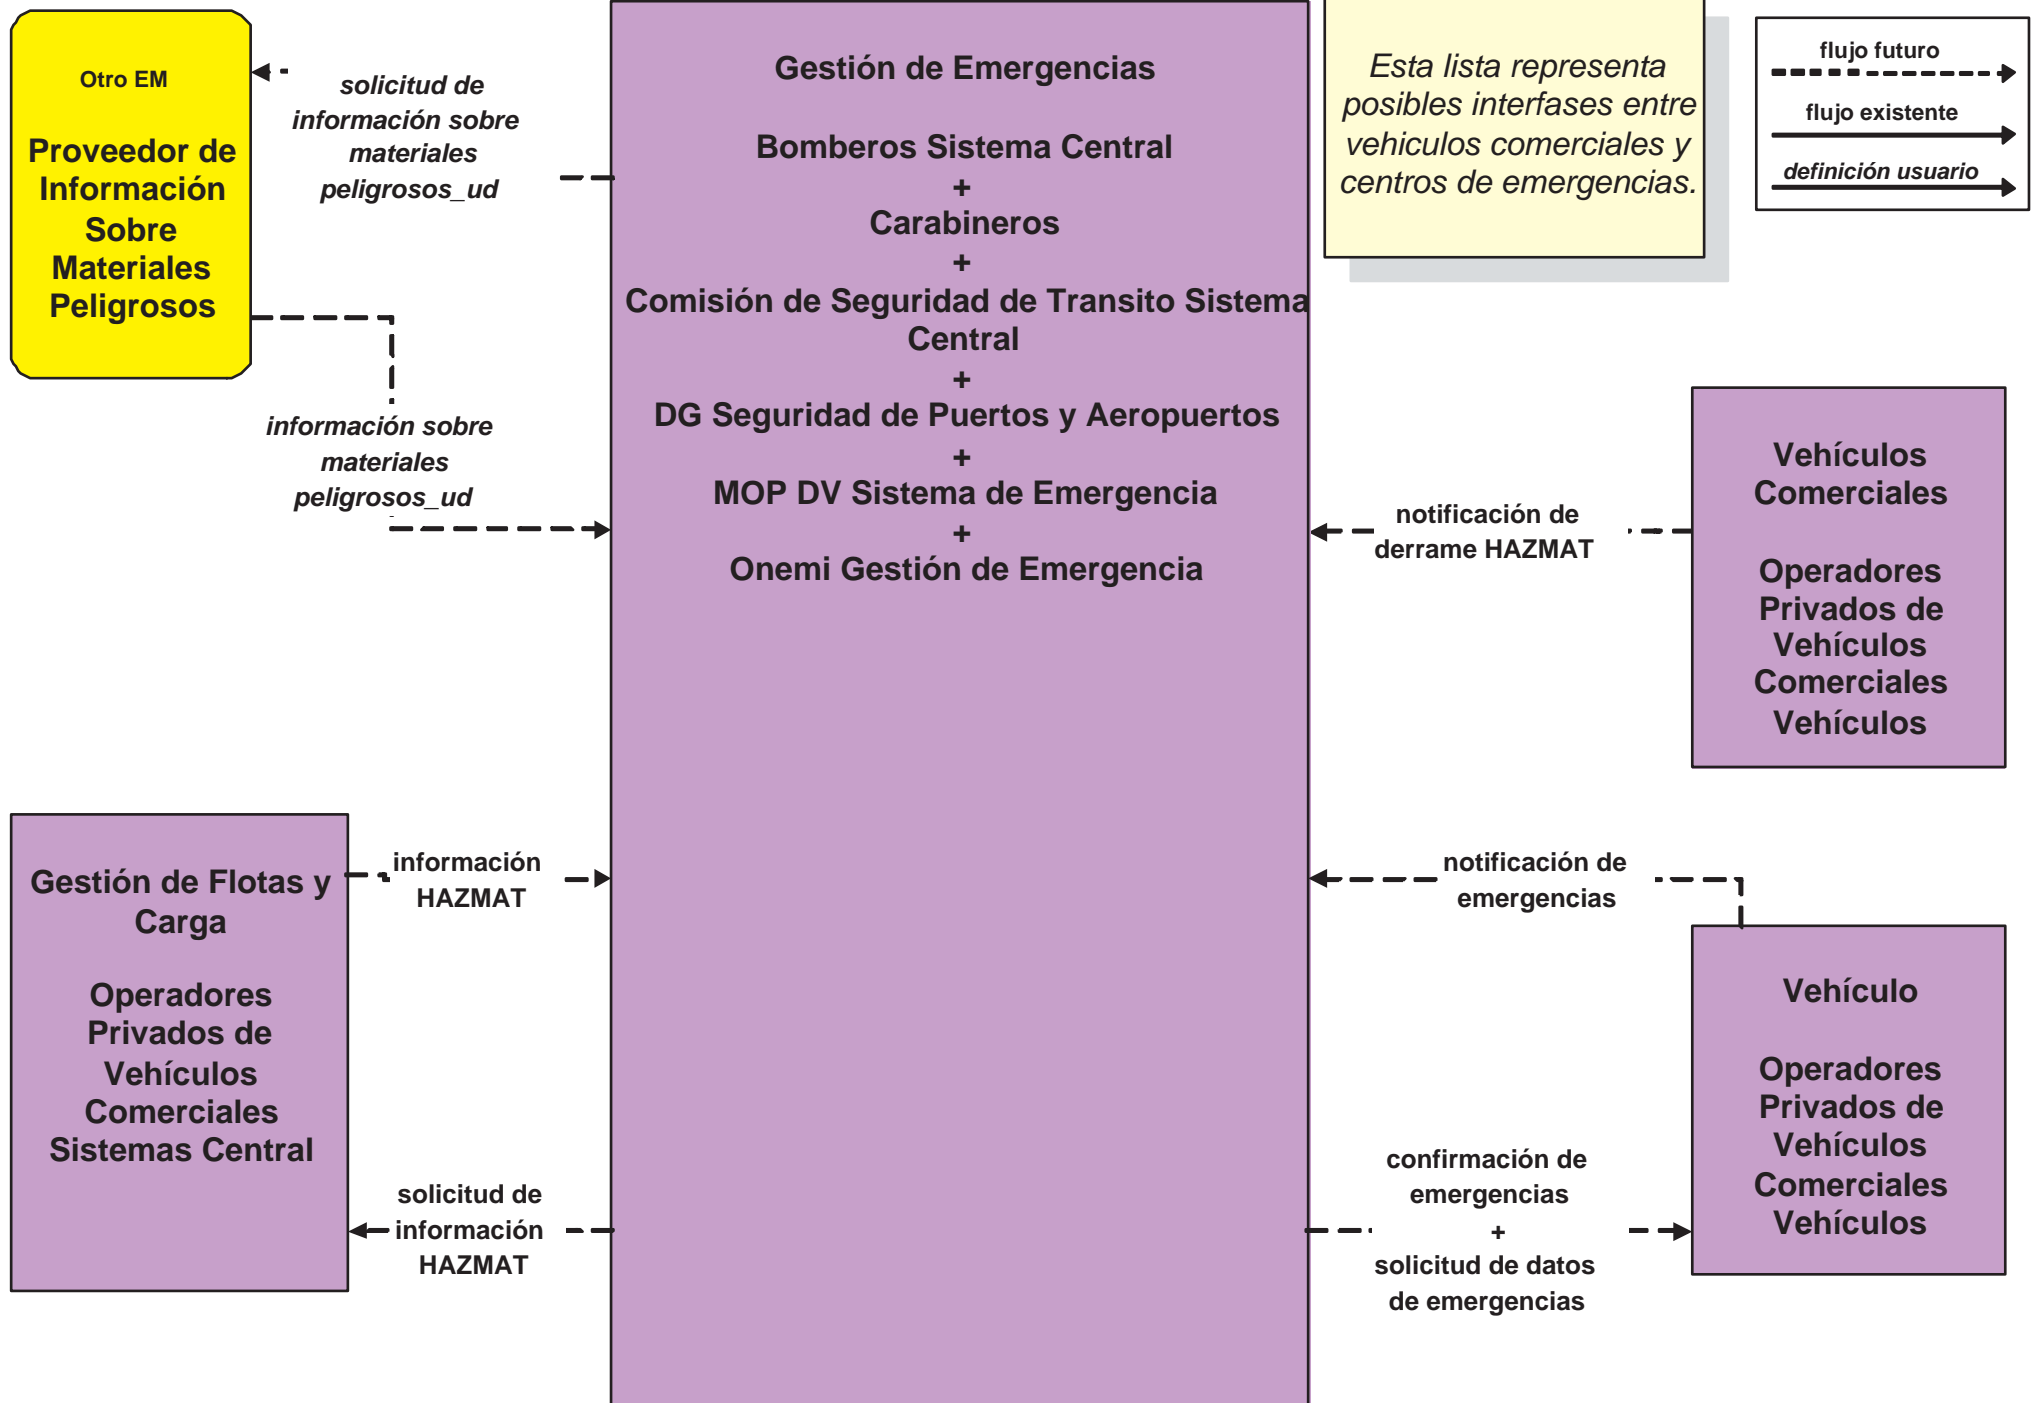 Otro EM
Proveedor de
Información
Sobre
Materiales
Peligrosos
solicitud de
información sobre
materiales
peligrosos_ud
información sobre
materiales
peligrosos_ud
Gestión de Emergencias
Bomberos Sistema Central
+
Carabineros
+
Comisión de Seguridad de Transito Sistema
Central
+
DG Seguridad de Puertos y Aeropuertos
+
MOP DV Sistema de Emergencia
+
Onemi Gestión de Emergencia
Esta lista representa
posibles interfases entre
vehiculos comerciales y
centros de emergencias.
flujo futuro
flujo existente
definición usuario
notificación de
derrame HAZMAT
Vehículos
Comerciales
Operadores
Privados de
Vehículos
Comerciales
Vehículos
Gestión de Flotas y
Carga
Operadores
Privados de
Vehículos
Comerciales
Sistemas Central
información
HAZMAT
solicitud de
información
HAZMAT
notificación de
emergencias
confirmación de
emergencias
+
solicitud de datos
de emergencias
Vehículo
Operadores
Privados de
Vehículos
Comerciales
Vehículos